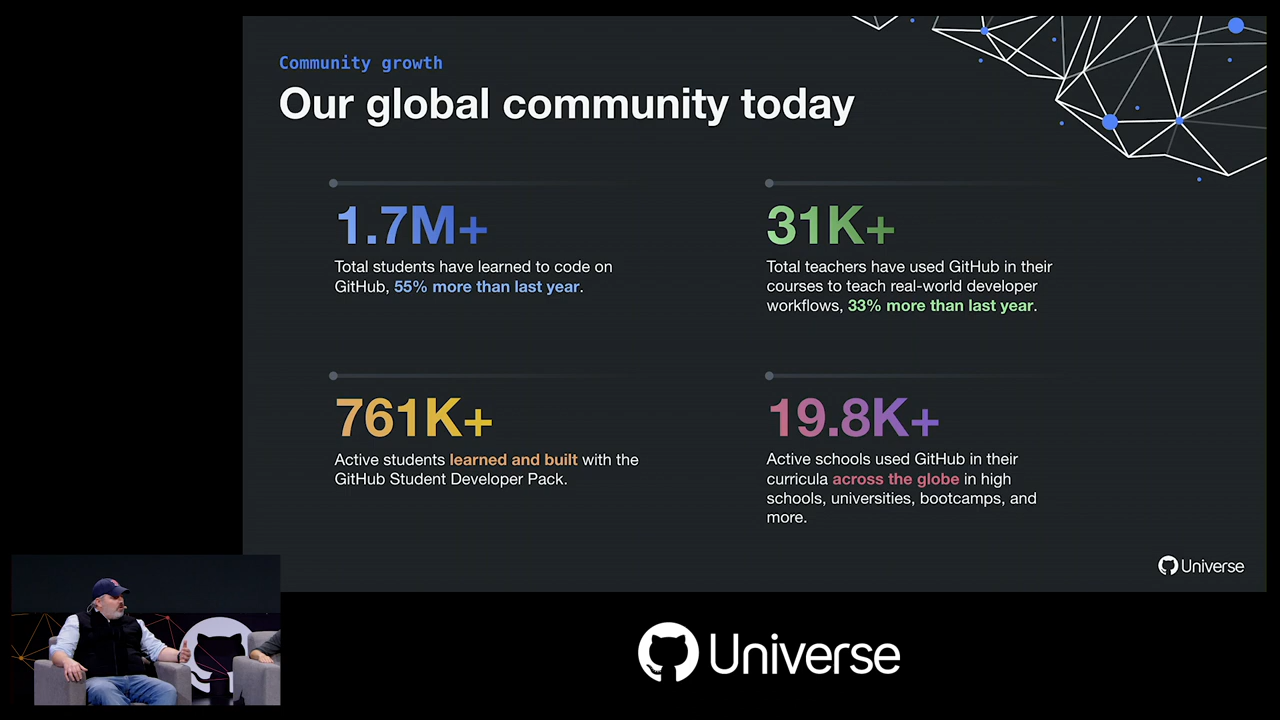 Community growth
Our global community today
1.7M+
Total students have learned to code on
GitHub, 55% more than last year.
31K+
Total teachers have used GitHub in their
courses to teach real-world developer
workflows, 33% more than last year.
761K+
Active students learned and built with the
GitHub Student Developer Pack.
19.8K+
Active schools used GitHub in their
curricula across the globe in high
schools, universities, bootcamps, and
more.
Universe
Universe